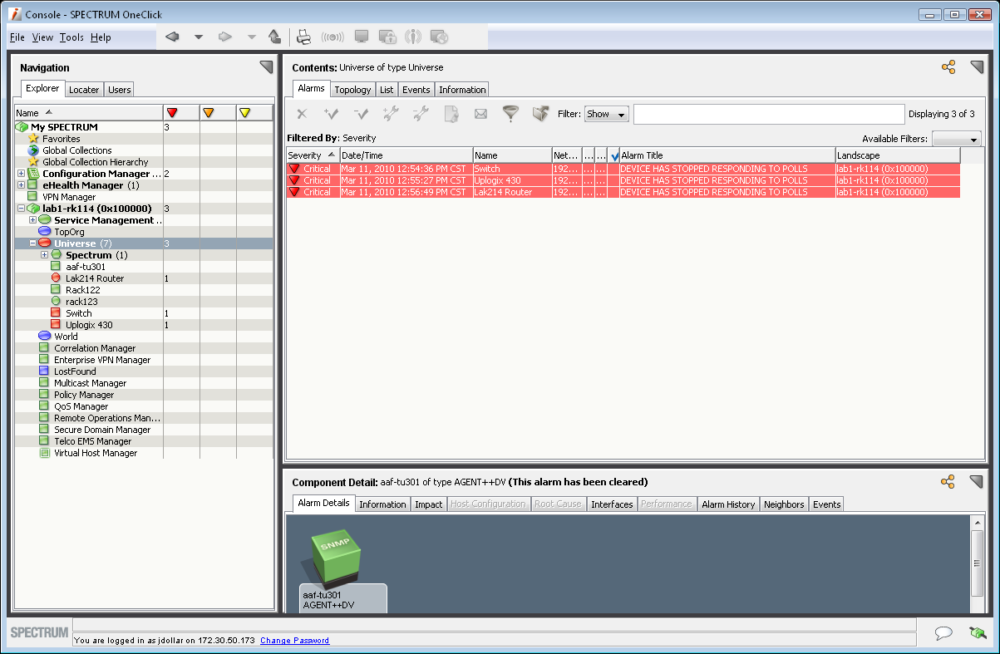 Console - SPECTRUM OneClick
File View Tools Help
Navigation
Explorer Locater Users
Name
My SPECTRUM 3
Favorites
Global Collections
Global Collection Hierarchy
Configuration Manager ... 2
eHealth Manager (1)
VPN Manager
lab1-rk114 (0x100000) 3
Service Management ..
TopOrg
Universe (7) 3
Spectrum (1)
aaf-tu301
Lak214 Router 1
Rack122
rack123
Switch 1
Uplogix 430 1
World
Correlation Manager
Enterprise VPN Manager
LostFound
Multicast Manager
Policy Manager
QoS Manager
Remote Operations Man...
Secure Domain Manager
Telco EMS Manager
Virtual Host Manager
Contents: Universe of type Universe
Alarms Topology List Events Information
Filter: Show Displaying 3 of 3
Filtered By: Severity Available Filters:
Severity Date/Time Name Net... ... ... Alarm Title Landscape
Critical Mar 11, 2010 12:54:36 PM CST Switch 192... ... ... DEVICE HAS STOPPED RESPONDING TO POLLS lab1-rk114 (0x100000)
Critical Mar 11, 2010 12:55:27 PM CST Uplogix 430 192... ... ... DEVICE HAS STOPPED RESPONDING TO POLLS lab1-rk114 (0x100000)
Critical Mar 11, 2010 12:56:49 PM CST Lak214 Router 192... ... ... DEVICE HAS STOPPED RESPONDING TO POLLS lab1-rk114 (0x100000)
Component Detail: aaf-tu301 of type AGENT++DV (This alarm has been cleared)
Alarm Details Information Impact Host Configuration Root Cause Interfaces Performance Alarm History Neighbors Events
SNMP
aaf-tu301
AGENT++DV
SPECTRUM
You are logged in as jdollar on 172.30.50.173 Change Password